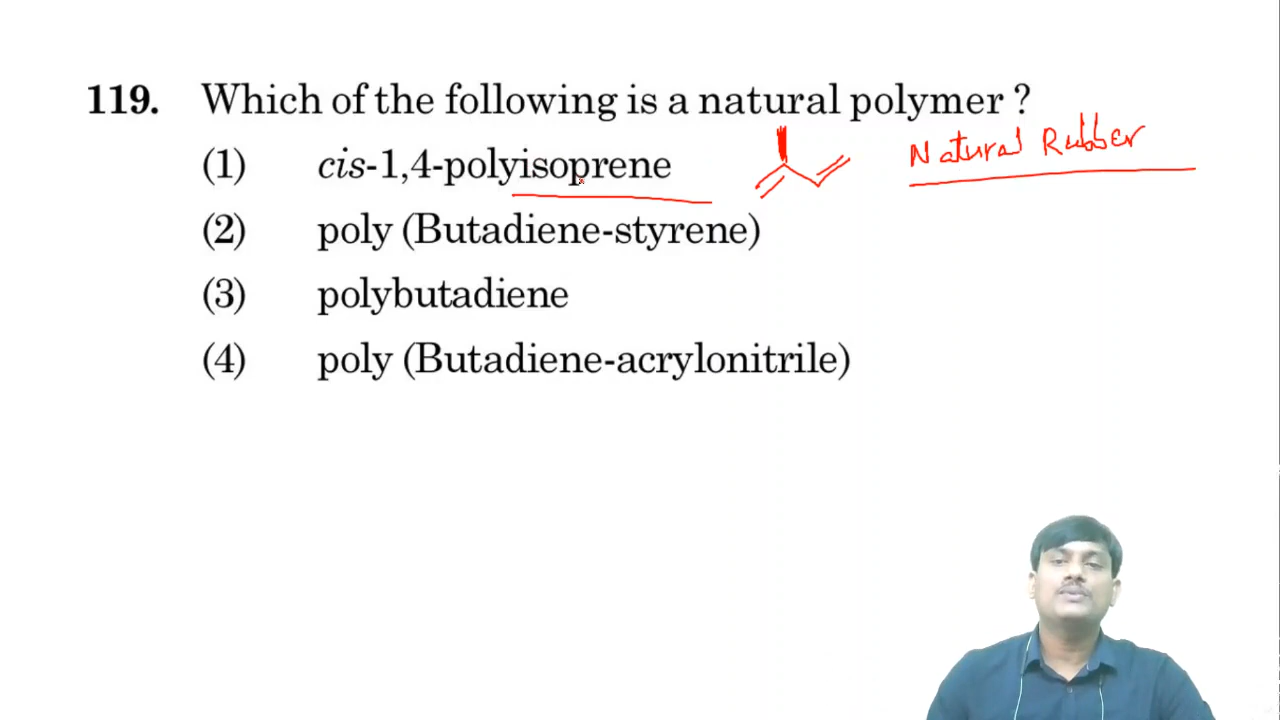 119. Which of the following is a natural polymer ?
(1) cis-1,4-polyisoprene
Natural Rubber
(2) poly (Butadiene-styrene)
(3) polybutadiene
(4) poly (Butadiene-acrylonitrile)